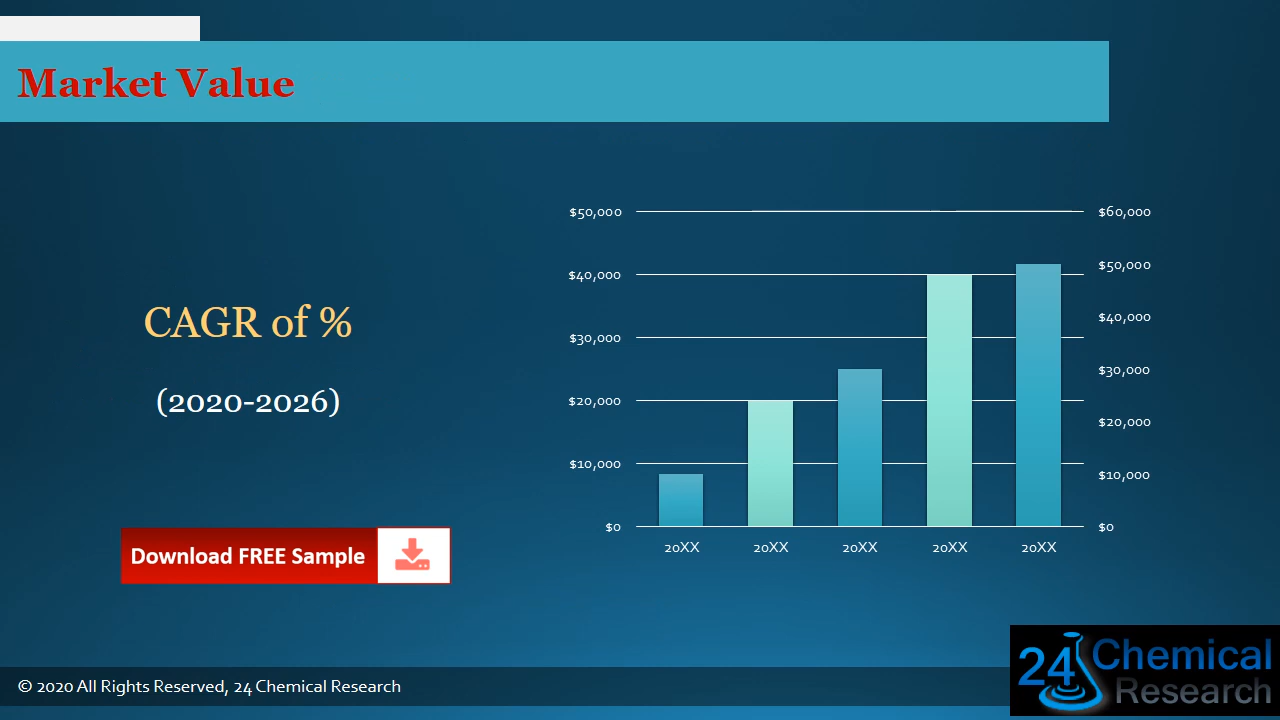 Market Value
CAGR of %
(2020-2026)
Download FREE Sample
$50,000
$40,000
$30,000
$20,000
$10,000
$0
$60,000
$50,000
$40,000
$30,000
$20,000
$10,000
$0
20XX 20XX 20XX 20XX 20XX
© 2020 All Rights Reserved, 24 Chemical Research
24 Chemical
Research